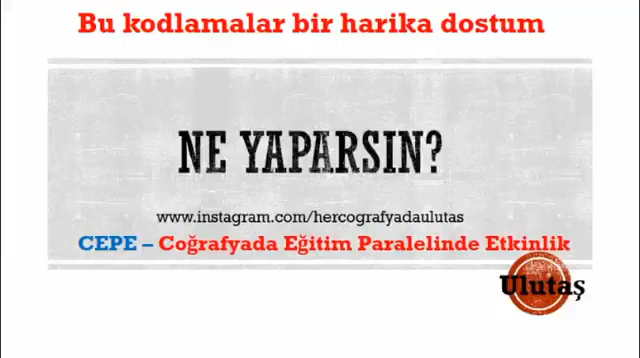 Bu kodlamalar bir harika dostum
NE YAPARSIN?
www.instagram.com/hercografyadaulutas
CEPE – Coğrafyada Eğitim Paralelinde Etkinlik
Ulutaş